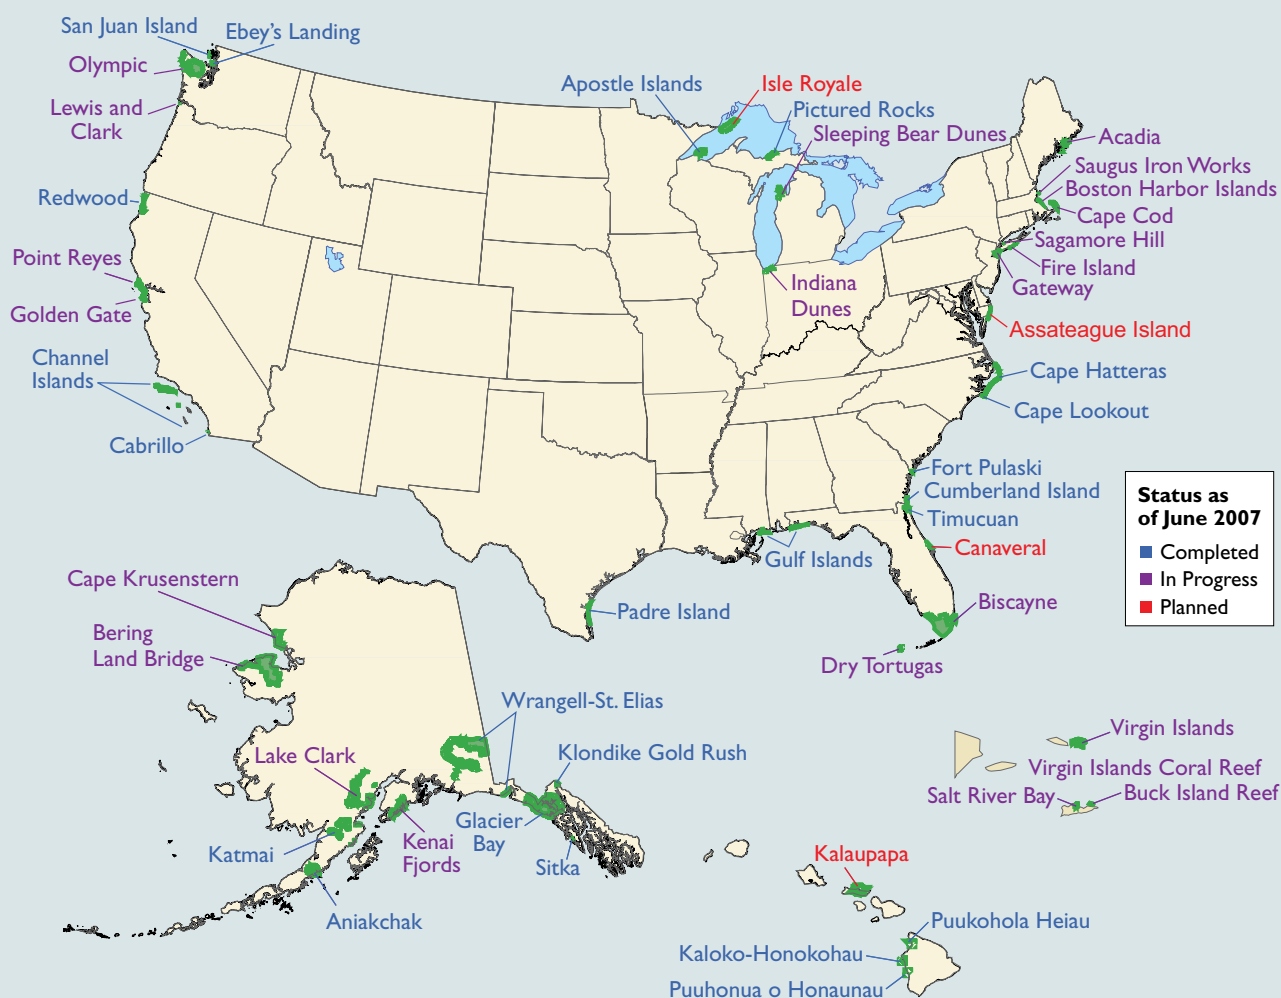 San Juan Island
Ebey's Landing
Olympic
Lewis and
Clark
Redwood
Point Reyes
Golden Gate
Channel
Islands
Cabrillo
Apostle Islands
Isle Royale
Pictured Rocks
Sleeping Bear Dunes
Indiana
Dunes
Acadia
Saugus Iron Works
Boston Harbor Islands
Cape Cod
Sagamore Hill
Fire Island
Gateway
Assateague Island
Cape Hatteras
Cape Lookout
Fort Pulaski
Cumberland Island
Timucuan
Canaveral
Gulf Islands
Padre Island
Biscayne
Dry Tortugas
Status as
of June 2007
Completed
In Progress
Planned
Cape Krusenstern
Bering
Land Bridge
Wrangell-St. Elias
Lake Clark
Klondike Gold Rush
Glacier
Bay
Katmai
Kenai
Fjords
Sitka
Aniakchak
Virgin Islands
Virgin Islands Coral Reef
Salt River Bay
Buck Island Reef
Kalaupapa
Puukohola Heiau
Kaloko-Honokohau
Puuhonua o Honaunau